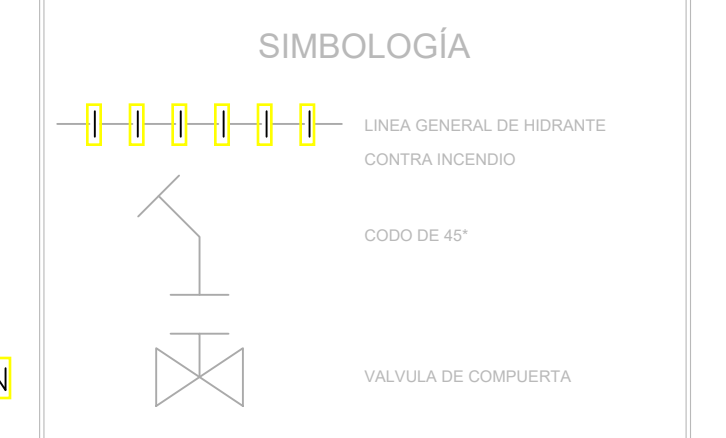 SIMBOLOGÍA
LINEA GENERAL DE HIDRANTE
CONTRA INCENDIO
CODO DE 45*
VALVULA DE COMPUERTA
N